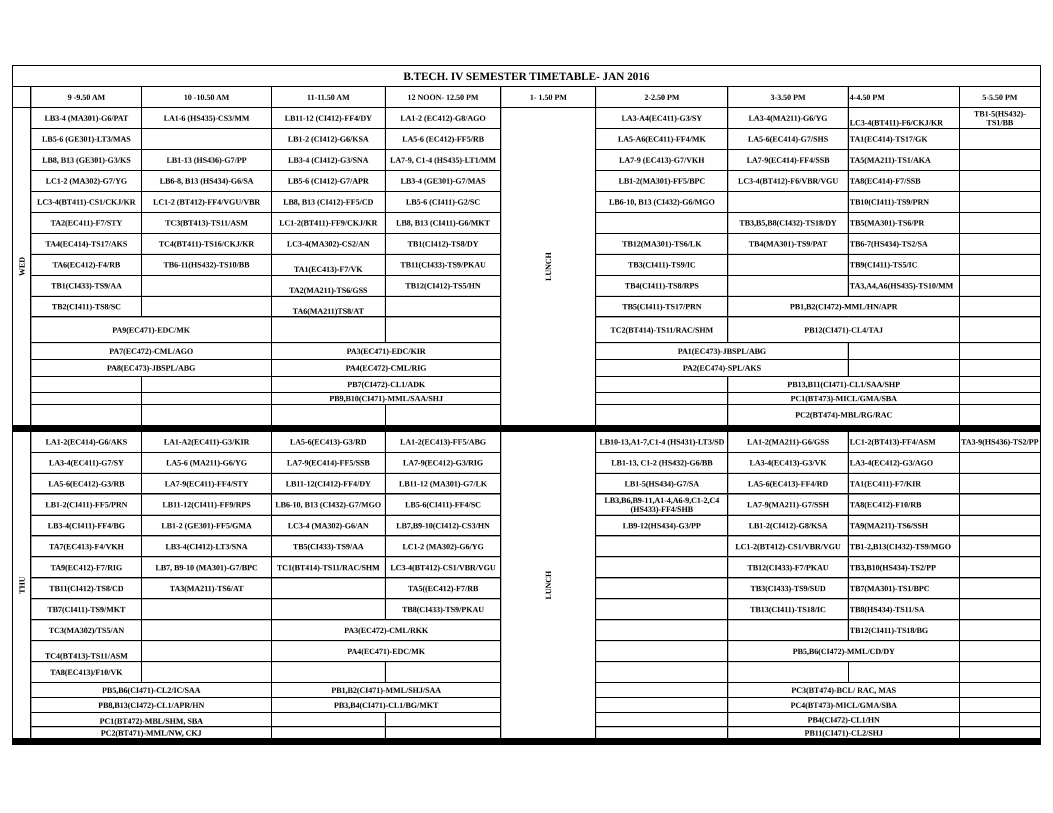 B.TECH. IV SEMESTER TIMETABLE- JAN 2016
9 -9.50 AM 10 -10.50 AM 11-11.50 AM 12 NOON- 12.50 PM 1- 1.50 PM 2-2.50 PM 3-3.50 PM 4-4.50 PM 5-5.50 PM
WED
LUNCH
LB3-4 (MA301)-G6/PAT LA1-6 (HS435)-CS3/MM LB11-12 (CI412)-FF4/DY LA1-2 (EC412)-G8/AGO LA3-A4(EC411)-G3/SY LA3-4(MA211)-G6/YG LC3-4(BT411)-F6/CKJ/KR TB1-5(HS432)-
TS1/BB
LB5-6 (GE301)-LT3/MAS LB1-2 (CI412)-G6/KSA LA5-6 (EC412)-FF5/RB LA5-A6(EC411)-FF4/MK LA5-6(EC414)-G7/SHS TA1(EC414)-TS17/GK
LB8, B13 (GE301)-G3/KS LB1-13 (HS436)-G7/PP LB3-4 (CI412)-G3/SNA LA7-9, C1-4 (HS435)-LT1/MM LA7-9 (EC413)-G7/VKH LA7-9(EC414)-FF4/SSB TA5(MA211)-TS1/AKA
LC1-2 (MA302)-G7/YG LB6-8, B13 (HS434)-G6/SA LB5-6 (CI412)-G7/APR LB3-4 (GE301)-G7/MAS LB1-2(MA301)-FF5/BPC LC3-4(BT412)-F6/VBR/VGU TA8(EC414)-F7/SSB
LC3-4(BT411)-CS1/CKJ/KR LC1-2 (BT412)-FF4/VGU/VBR LB8, B13 (CI412)-FF5/CD LB5-6 (CI411)-G2/SC LB6-10, B13 (CI432)-G6/MGO TB10(CI411)-TS9/PRN
TA2(EC411)-F7/STY TC3(BT413)-TS11/ASM LC1-2(BT411)-FF9/CKJ/KR LB8, B13 (CI411)-G6/MKT TB3,B5,B8(CI432)-TS18/DY TB5(MA301)-TS6/PR
TA4(EC414)-TS17/AKS TC4(BT411)-TS16/CKJ/KR LC3-4(MA302)-CS2/AN TB1(CI412)-TS8/DY TB12(MA301)-TS6/LK TB4(MA301)-TS9/PAT TB6-7(HS434)-TS2/SA
TA6(EC412)-F4/RB TB6-11(HS432)-TS10/BB TA1(EC413)-F7/VK TB11(CI433)-TS9/PKAU TB3(CI411)-TS9/IC TB9(CI411)-TS5/IC
TB1(CI433)-TS9/AA TA2(MA211)-TS6/GSS TB12(CI412)-TS5/HN TB4(CI411)-TS8/RPS TA3,A4,A6(HS435)-TS10/MM
TB2(CI411)-TS8/SC TA6(MA211)TS8/AT TB5(CI411)-TS17/PRN PB1,B2(CI472)-MML/HN/APR
PA9(EC471)-EDC/MK TC2(BT414)-TS11/RAC/SHM PB12(CI471)-CL4/TAJ
PA7(EC472)-CML/AGO PA3(EC471)-EDC/KIR PA1(EC473)-JBSPL/ABG
PA8(EC473)-JBSPL/ABG PA4(EC472)-CML/RIG PA2(EC474)-SPL/AKS
PB7(CI472)-CL1/ADK PB13,B11(CI471)-CL1/SAA/SHP
PB9,B10(CI471)-MML/SAA/SHJ PC1(BT473)-MICL/GMA/SBA
PC2(BT474)-MBL/RG/RAC
THU
LUNCH
LA1-2(EC414)-G6/AKS LA1-A2(EC411)-G3/KIR LA5-6(EC413)-G3/RD LA1-2(EC413)-FF5/ABG LB10-13,A1-7,C1-4 (HS431)-LT3/SD LA1-2(MA211)-G6/GSS LC1-2(BT413)-FF4/ASM TA3-9(HS436)-TS2/PP
LA3-4(EC411)-G7/SY LA5-6 (MA211)-G6/YG LA7-9(EC414)-FF5/SSB LA7-9(EC412)-G3/RIG LB1-13, C1-2 (HS432)-G6/BB LA3-4(EC413)-G3/VK LA3-4(EC412)-G3/AGO
LA5-6(EC412)-G3/RB LA7-9(EC411)-FF4/STY LB11-12(CI412)-FF4/DY LB11-12 (MA301)-G7/LK LB1-5(HS434)-G7/SA LA5-6(EC413)-FF4/RD TA1(EC411)-F7/KIR
LB1-2(CI411)-FF5/PRN LB11-12(CI411)-FF9/RPS LB6-10, B13 (CI432)-G7/MGO LB5-6(CI411)-FF4/SC LB3,B6,B9-11,A1-4,A6-9,C1-2,C4
(HS433)-FF4/SHB LA7-9(MA211)-G7/SSH TA8(EC412)-F10/RB
LB3-4(CI411)-FF4/BG LB1-2 (GE301)-FF5/GMA LC3-4 (MA302)-G6/AN LB7,B9-10(CI412)-CS3/HN LB9-12(HS434)-G3/PP LB1-2(CI412)-G8/KSA TA9(MA211)-TS6/SSH
TA7(EC413)-F4/VKH LB3-4(CI412)-LT3/SNA TB5(CI433)-TS9/AA LC1-2 (MA302)-G6/YG LC1-2(BT412)-CS1/VBR/VGU TB1-2,B13(CI432)-TS9/MGO
TA9(EC412)-F7/RIG LB7, B9-10 (MA301)-G7/BPC TC1(BT414)-TS11/RAC/SHM LC3-4(BT412)-CS1/VBR/VGU TB12(CI433)-F7/PKAU TB3,B10(HS434)-TS2/PP
TB11(CI412)-TS8/CD TA3(MA211)-TS6/AT TA5((EC412)-F7/RB TB3(CI433)-TS9/SUD TB7(MA301)-TS1/BPC
TB7(CI411)-TS9/MKT TB8(CI433)-TS9/PKAU TB13(CI411)-TS18/IC TB8(HS434)-TS11/SA
TC3(MA302)/TS5/AN PA3(EC472)-CML/RKK TB12(CI411)-TS18/BG
TC4(BT413)-TS11/ASM PA4(EC471)-EDC/MK PB5,B6(CI472)-MML/CD/DY
TA8(EC413)/F10/VK
PB5,B6(CI471)-CL2/IC/SAA PB1,B2(CI471)-MML/SHJ/SAA PC3(BT474)-BCL/ RAC, MAS
PB8,B13(CI472)-CL1/APR/HN PB3,B4(CI471)-CL1/BG/MKT PC4(BT473)-MICL/GMA/SBA
PC1(BT472)-MBL/SHM, SBA PB4(CI472)-CL1/HN
PC2(BT471)-MML/NW, CKJ PB11(CI471)-CL2/SHJ